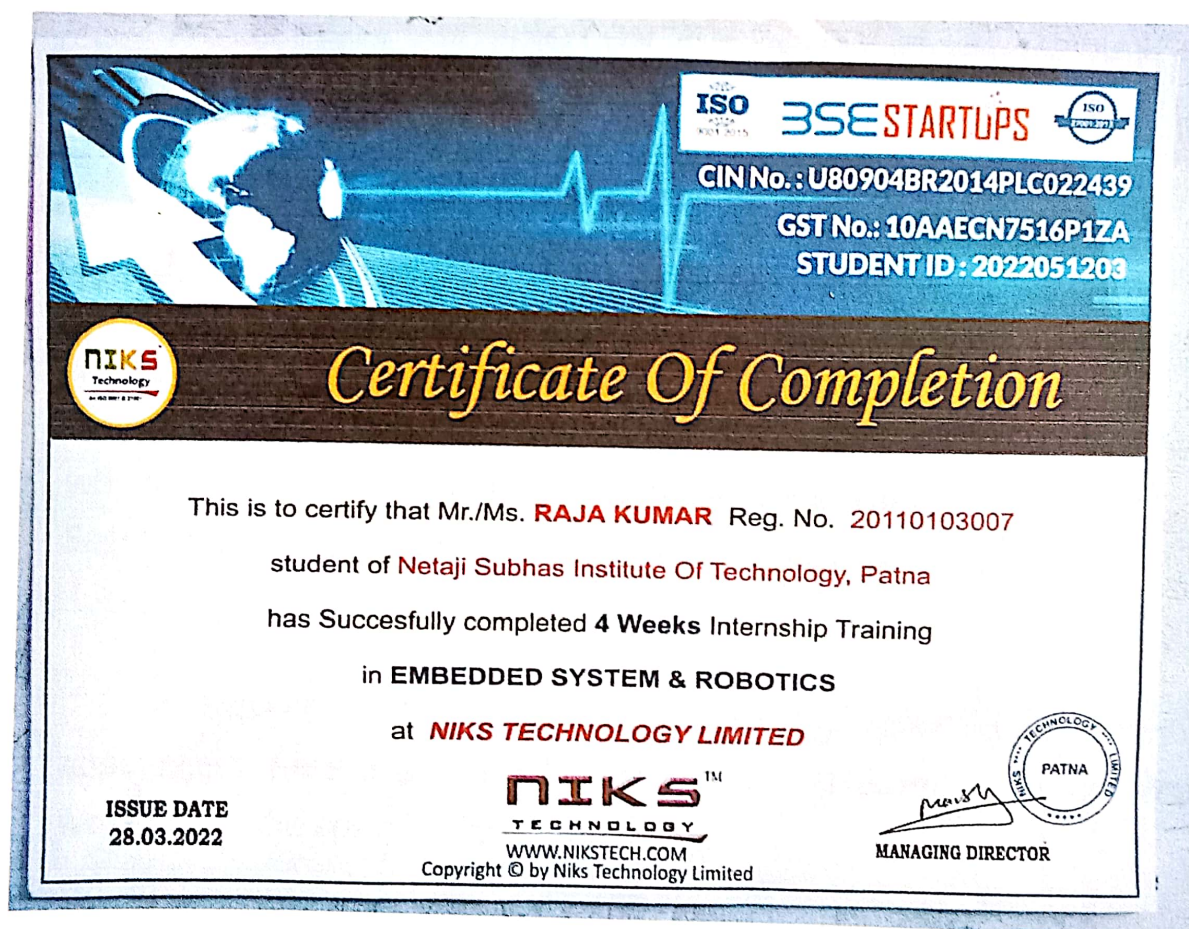 ISO
9001:2015
BSE STARTUPS
ISO
CIN No. : U80904BR2014PLC022439
GST No.: 10AAECN7516P1ZA
STUDENT ID : 2022051203
NIKS
Technology
Certificate Of Completion
This is to certify that Mr./Ms. RAJA KUMAR Reg. No. 20110103007
student of Netaji Subhas Institute Of Technology, Patna
has Succesfully completed 4 Weeks Internship Training
in EMBEDDED SYSTEM & ROBOTICS
at NIKS TECHNOLOGY LIMITED
NIKS TECHNOLOGY LIMITED
PATNA
NIKS™
TECHNOLOGY
ISSUE DATE
28.03.2022
WWW.NIKSTECH.COM
Copyright © by Niks Technology Limited
MANAGING DIRECTOR